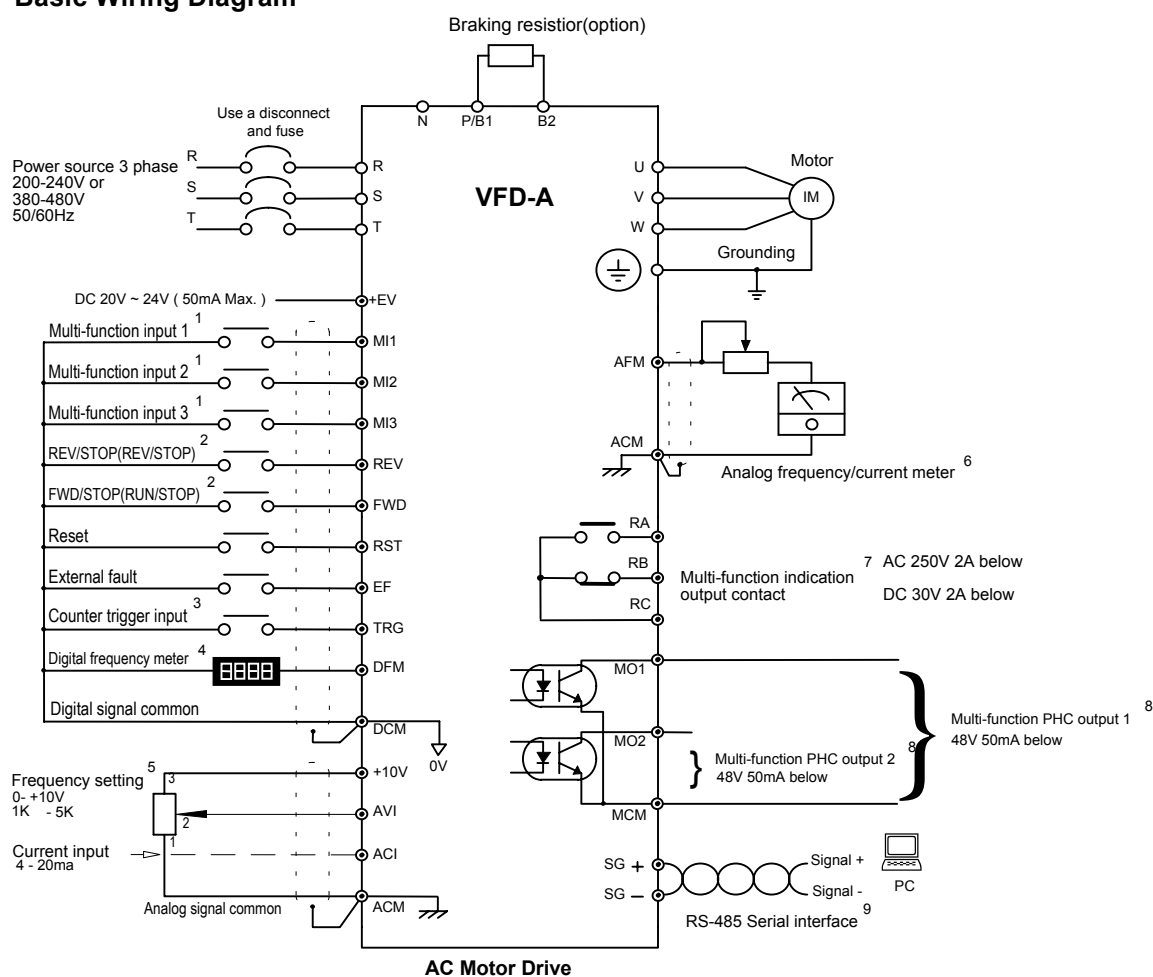 Basic Wiring Diagram
Braking resistior(option)
N
P/B1
B2
Use a disconnect
and fuse
Power source 3 phase
200-240V or
380-480V
50/60Hz
R
S
T
R
S
T
VFD-A
U
V
W
Motor
IM
Grounding
DC 20V ~ 24V ( 50mA Max. )
+EV
Multi-function input 1 1
MI1
Multi-function input 2 1
MI2
Multi-function input 3 1
MI3
REV/STOP(REV/STOP) 2
REV
FWD/STOP(RUN/STOP) 2
FWD
Reset
RST
External fault
EF
Counter trigger input 3
TRG
Digital frequency meter 4
DFM
Digital signal common
DCM
0V
Frequency setting 5
0- +10V
1K - 5K
3
2
1
+10V
AVI
Current input
4 - 20ma
ACI
Analog signal common
ACM
AFM
ACM
Analog frequency/current meter 6
RA
RB
RC
Multi-function indication
output contact
7 AC 250V 2A below
DC 30V 2A below
MO1
MO2
MCM
Multi-function PHC output 2 8
48V 50mA below
Multi-function PHC output 1 8
48V 50mA below
SG +
SG −
Signal +
Signal -
PC
RS-485 Serial interface 9
AC Motor Drive